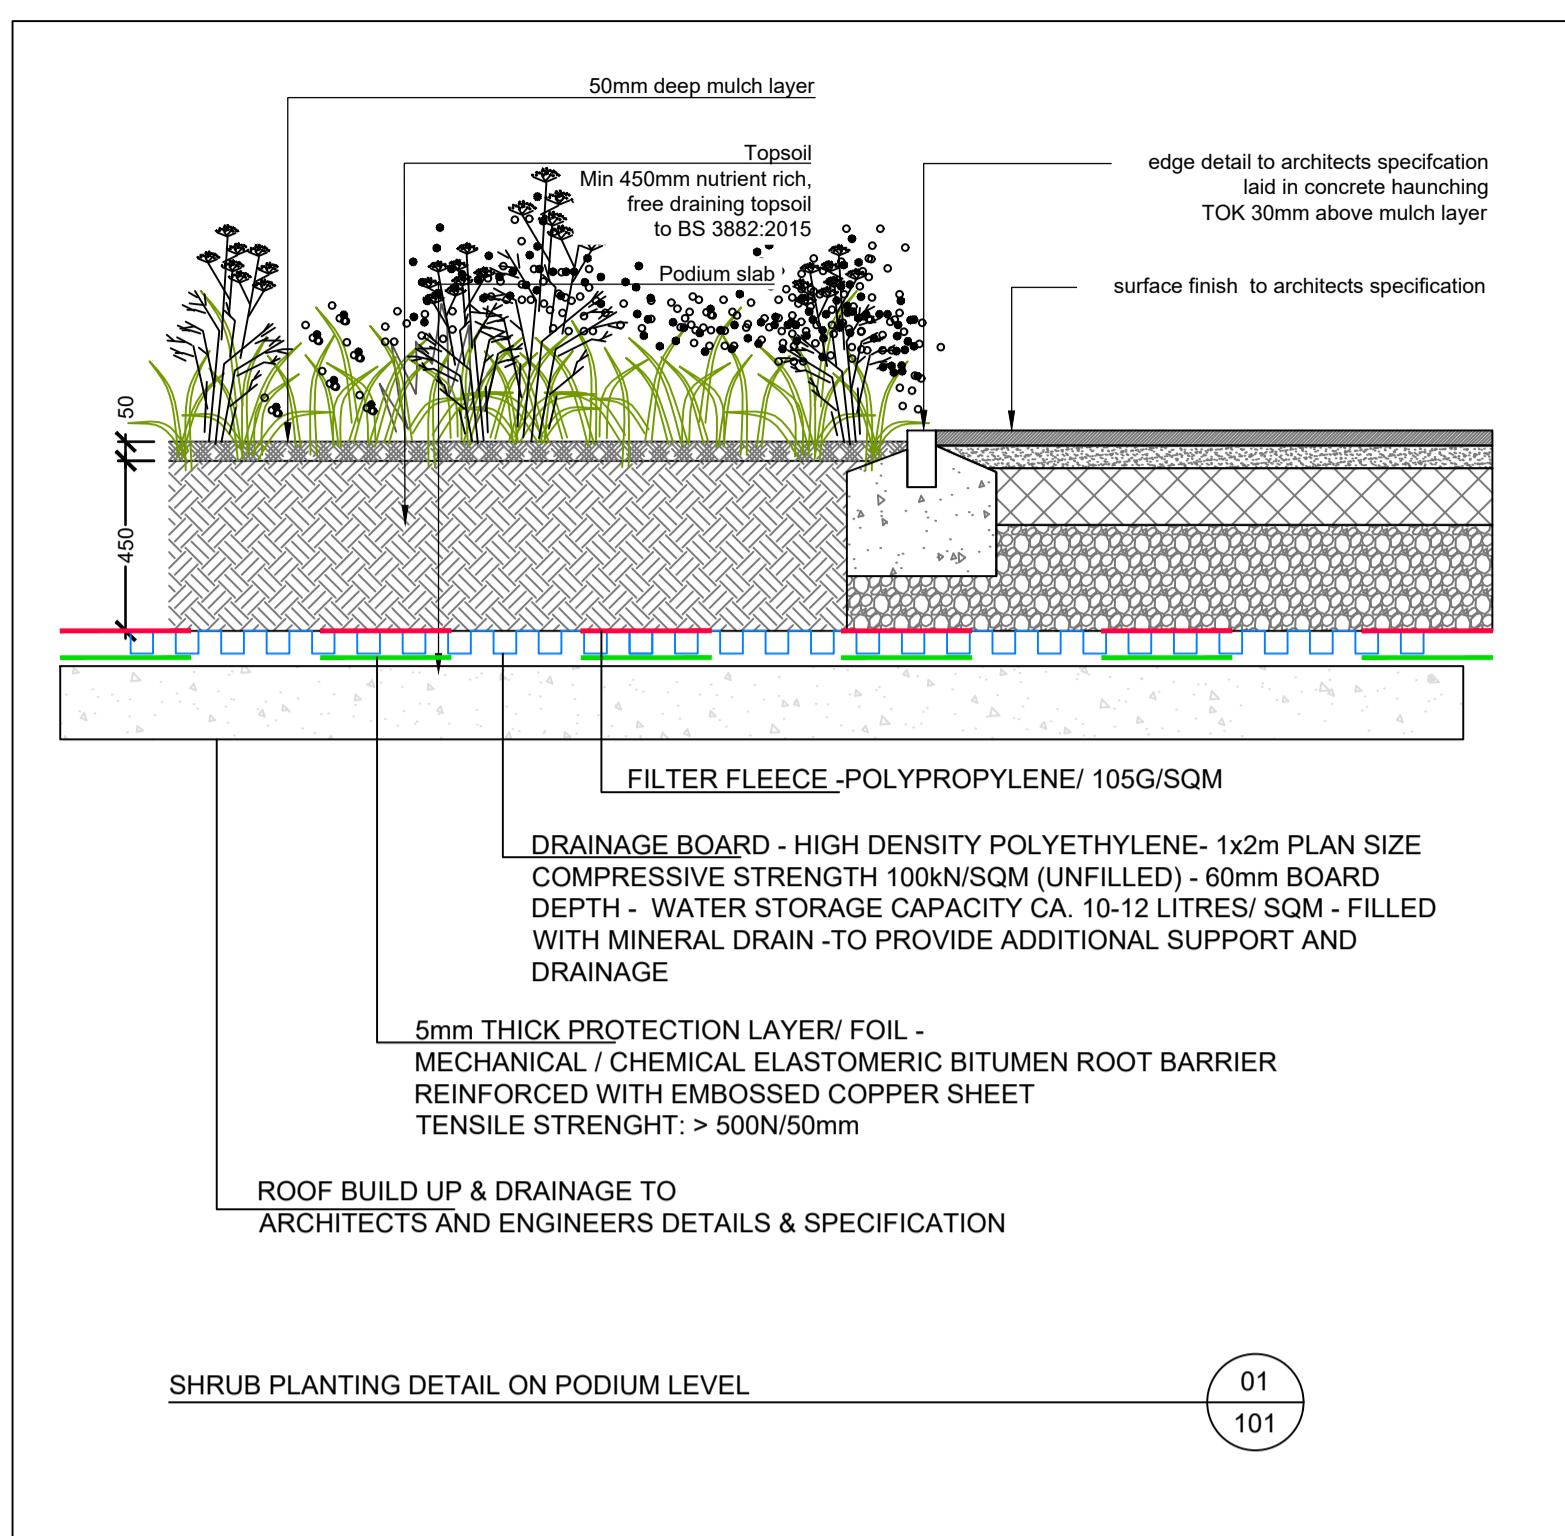 50mm deep mulch layer
Topsoil
Min 450mm nutrient rich,
free draining topsoil
to BS 3882:2015
Podium slab
edge detail to architects specifcation
laid in concrete haunching
TOK 30mm above mulch layer
surface finish  to architects specification
50
450
FILTER FLEECE -POLYPROPYLENE/ 105G/SQM
DRAINAGE BOARD - HIGH DENSITY POLYETHYLENE- 1x2m PLAN SIZE
COMPRESSIVE STRENGTH 100kN/SQM (UNFILLED) - 60mm BOARD
DEPTH -  WATER STORAGE CAPACITY CA. 10-12 LITRES/ SQM - FILLED
WITH MINERAL DRAIN -TO PROVIDE ADDITIONAL SUPPORT AND
DRAINAGE
5mm THICK PROTECTION LAYER/ FOIL -
MECHANICAL / CHEMICAL ELASTOMERIC BITUMEN ROOT BARRIER
REINFORCED WITH EMBOSSED COPPER SHEET
TENSILE STRENGHT: > 500N/50mm
ROOF BUILD UP & DRAINAGE TO
ARCHITECTS AND ENGINEERS DETAILS & SPECIFICATION
SHRUB PLANTING DETAIL ON PODIUM LEVEL
01
101